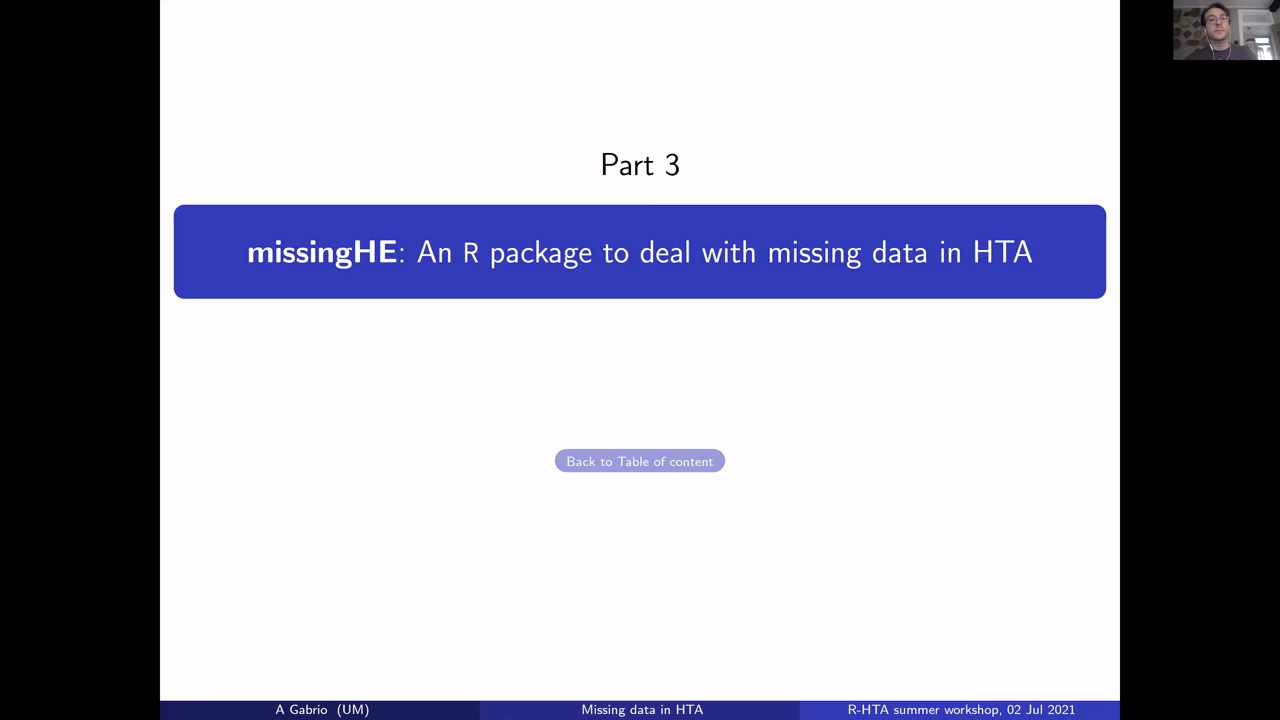 Part 3
missingHE: An R package to deal with missing data in HTA
Back to Table of content
A Gabrio (UM)
Missing data in HTA
R-HTA summer workshop, 02 Jul 2021